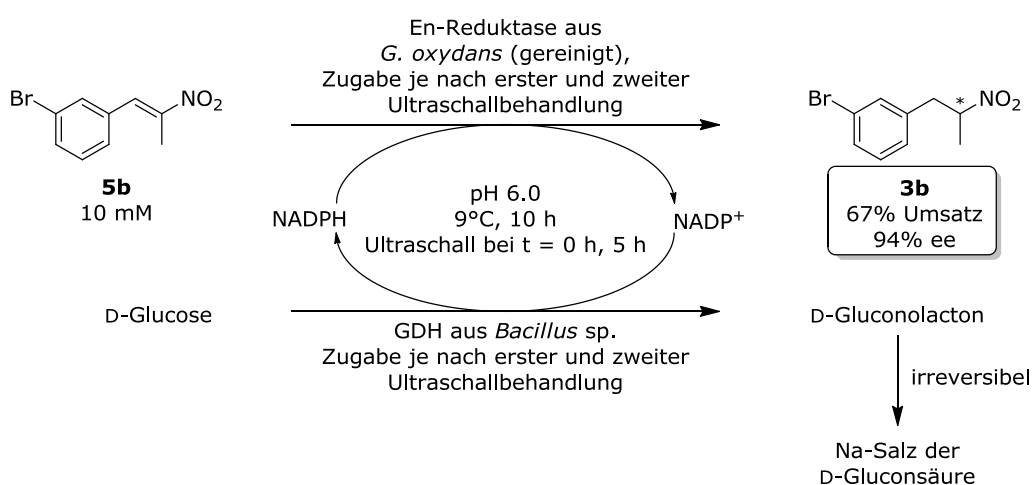 En-Reduktase aus
G. oxydans (gereinigt),
Zugabe je nach erster und zweiter
Ultraschallbehandlung
Br
NO2
5b
10 mM
NADPH
pH 6.0
9°C, 10 h
Ultraschall bei t = 0 h, 5 h
NADP+
Br
*
NO2
3b
67% Umsatz
94% ee
D-Glucose
GDH aus Bacillus sp.
Zugabe je nach erster und zweiter
Ultraschallbehandlung
D-Gluconolacton
irreversibel
Na-Salz der
D-Gluconsäure